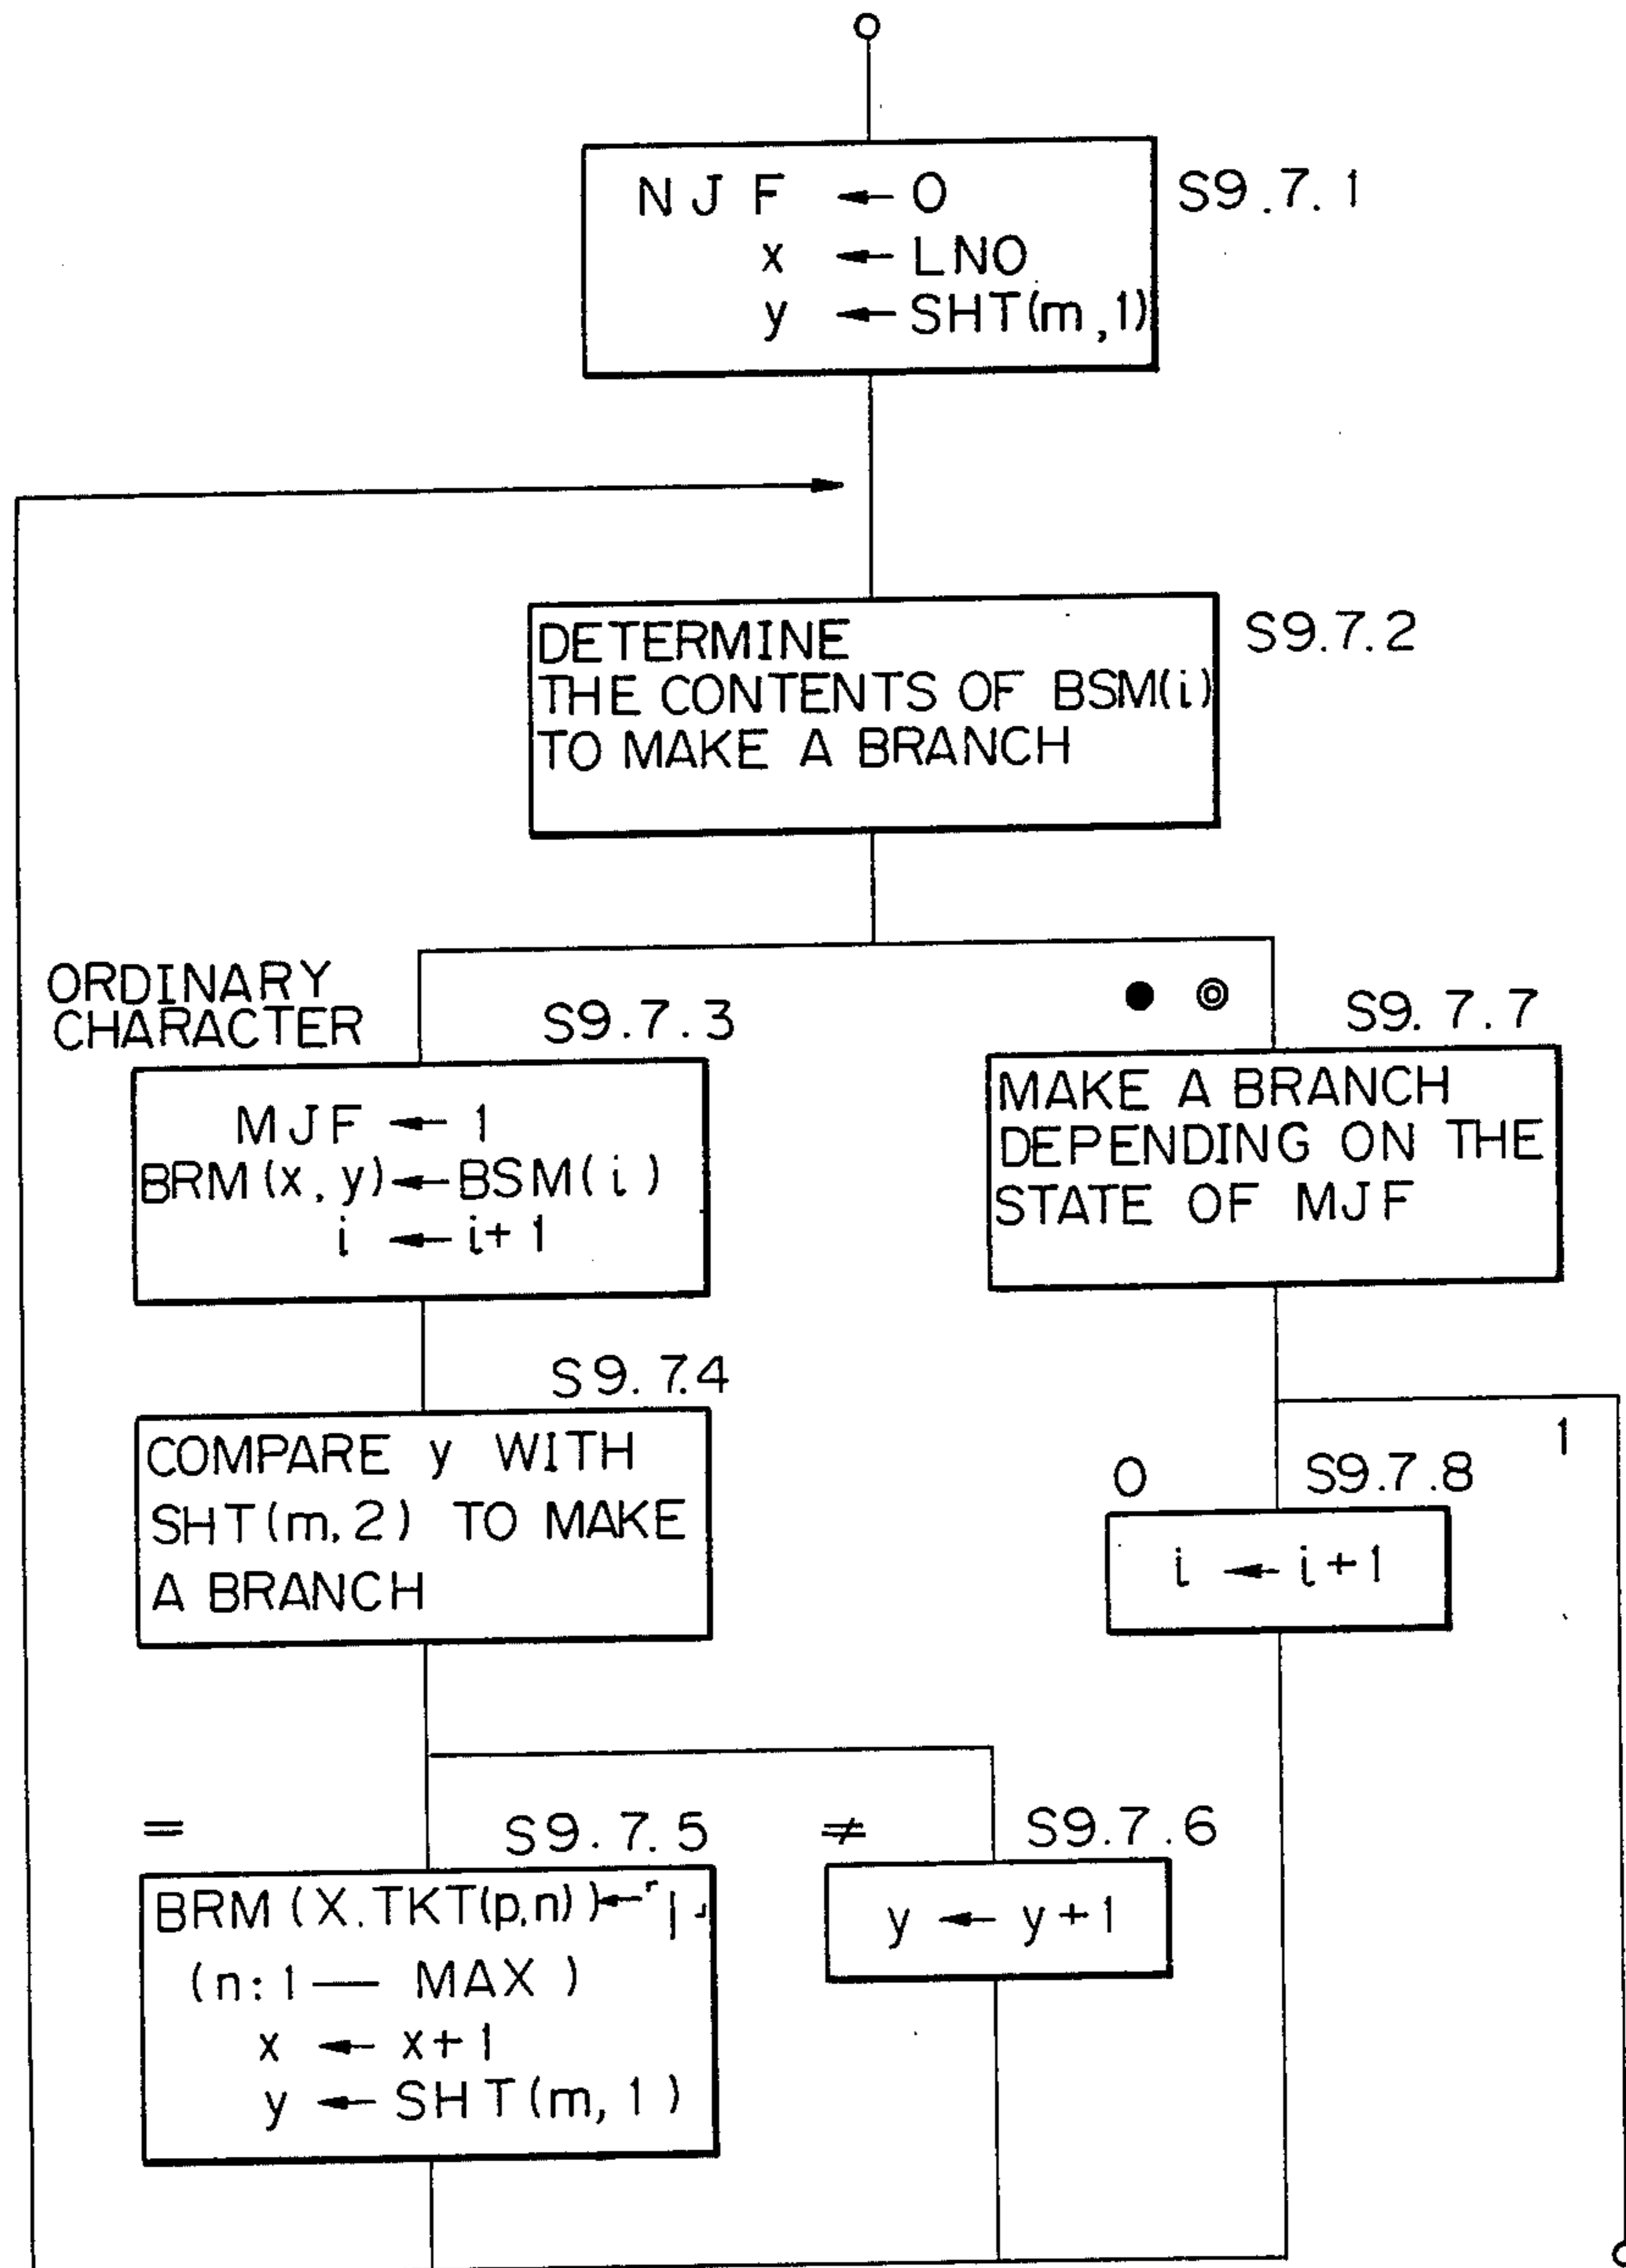 N J F ← 0
x ← LNO
y ← SHT(m,1)
S9.7.1
DETERMINE
THE CONTENTS OF BSM(i)
TO MAKE A BRANCH
S9.7.2
ORDINARY
CHARACTER
S9.7.3
MJF ← 1
BRM(x,y) ← BSM(i)
i ← i+1
● ◎
S9.7.7
MAKE A BRANCH
DEPENDING ON THE
STATE OF MJF
S9.7.4
COMPARE y WITH
SHT(m,2) TO MAKE
A BRANCH
0
S9.7.8
1
i ← i+1
=
S9.7.5
BRM(X.TKT(p,n)) ← ｢|｣
(n:1— MAX)
x ← x+1
y ← SHT(m,1)
≠
S9.7.6
y ← y+1